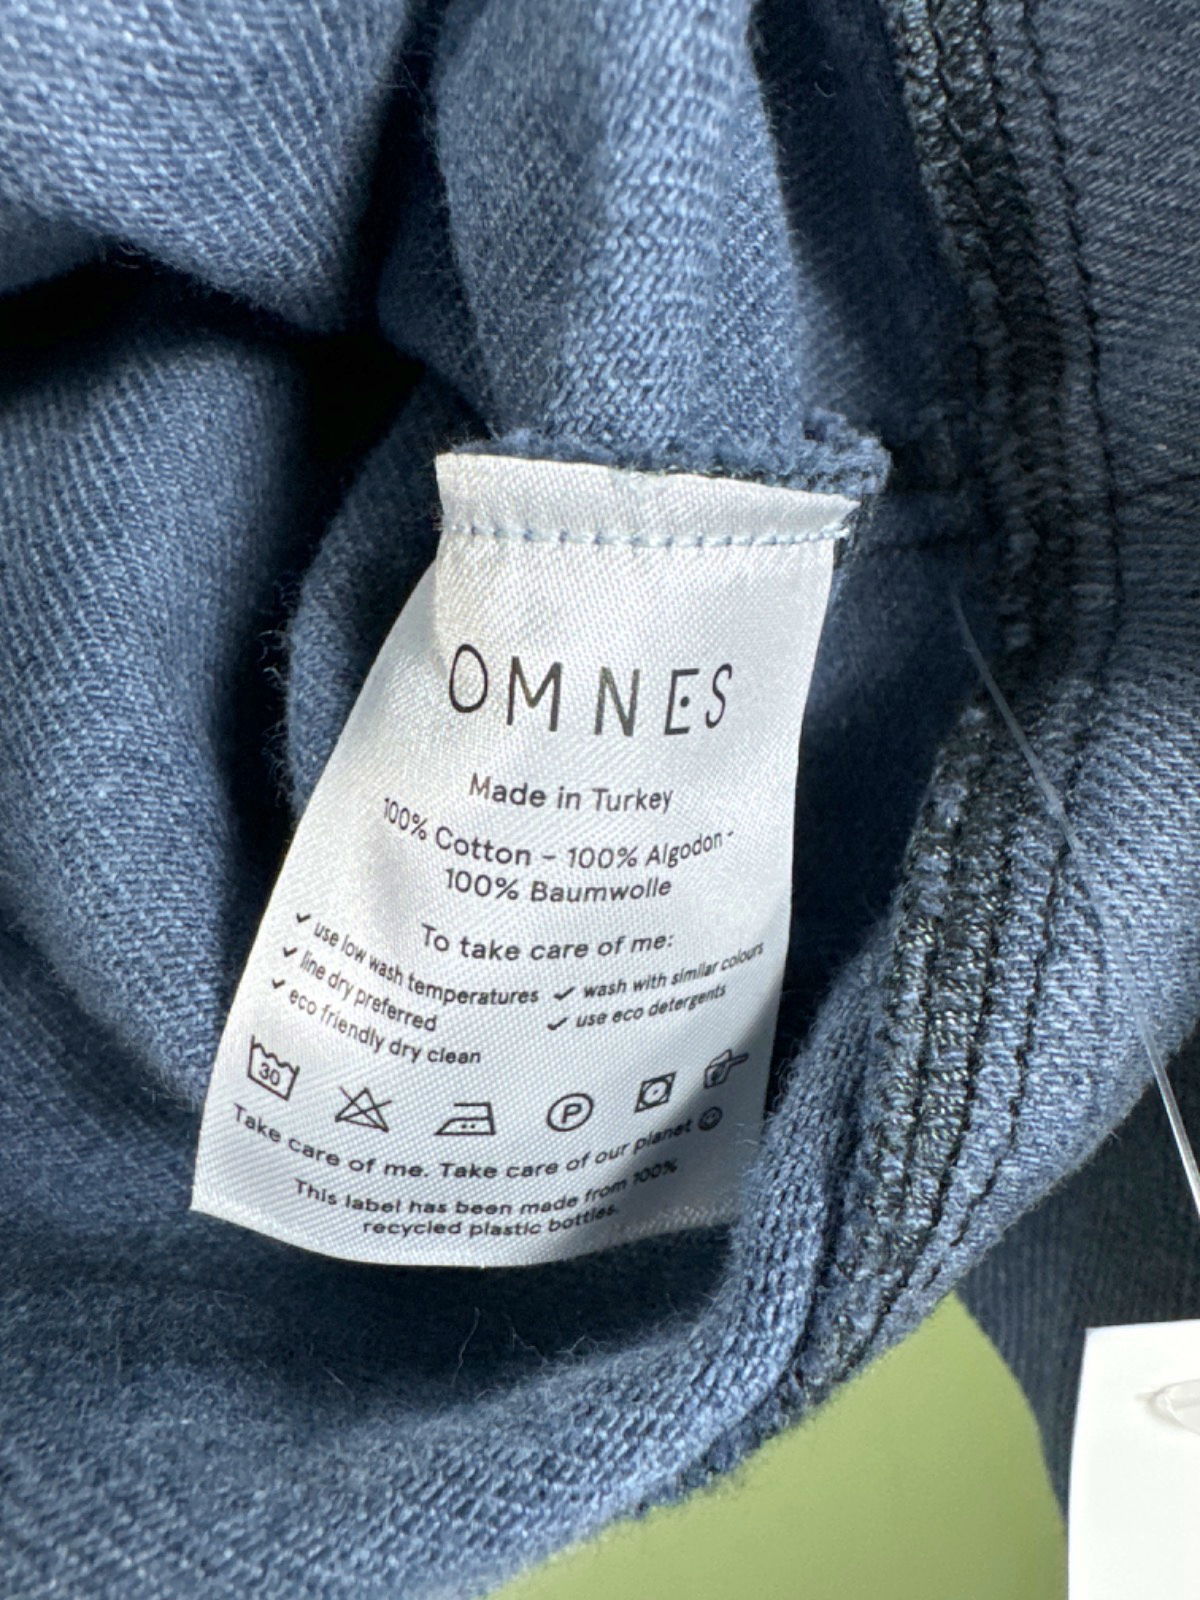 OMNES
Made in Turkey
100% Cotton - 100% Algodon -
100% Baumwolle
To take care of me:
✓ use low wash temperatures ✓ wash with similar colours
✓ line dry preferred ✓ use eco detergents
✓ eco friendly dry clean
30 P
Take care of me. Take care of our planet ☺
This label has been made from 100%
recycled plastic bottles.